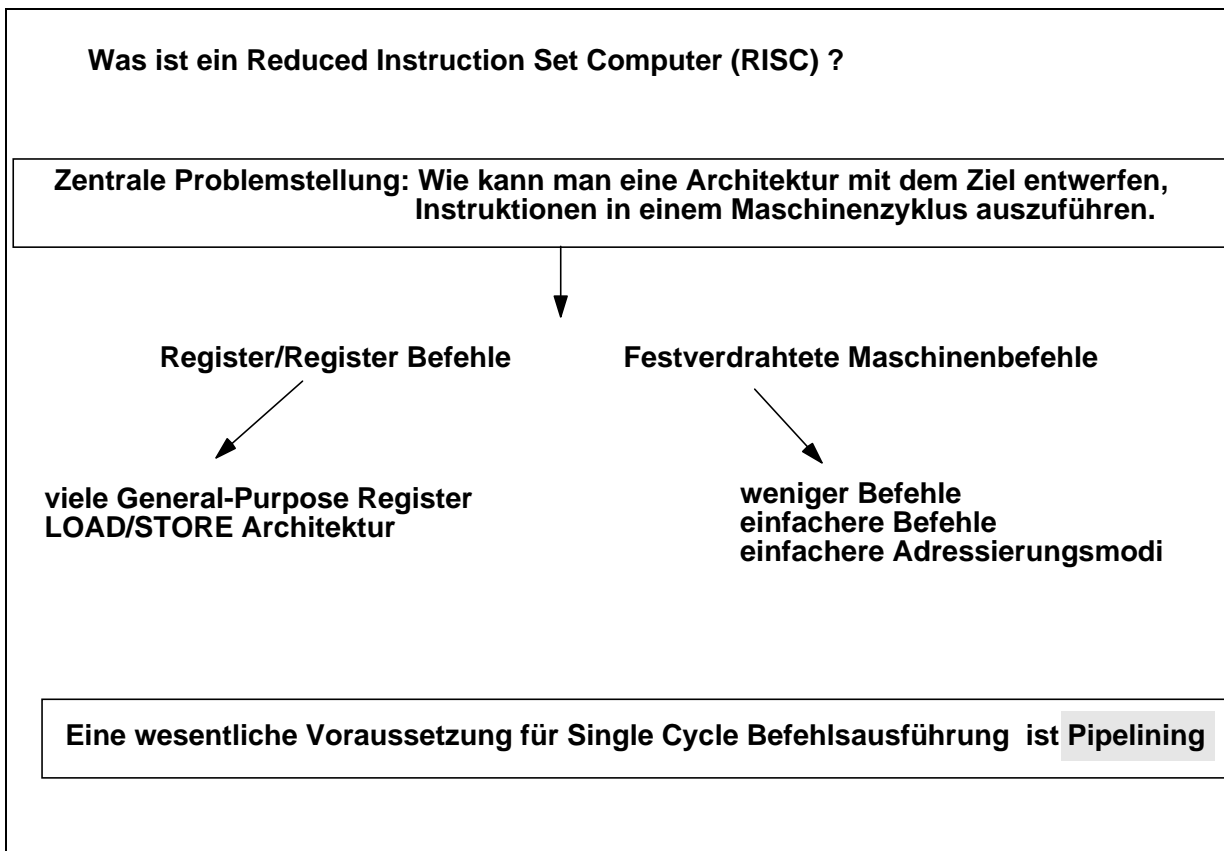 Was ist ein Reduced Instruction Set Computer (RISC) ?
Zentrale Problemstellung: Wie kann man eine Architektur mit dem Ziel entwerfen,
Instruktionen in einem Maschinenzyklus auszuführen.
Register/Register Befehle
Festverdrahtete Maschinenbefehle
viele General-Purpose Register
LOAD/STORE Architektur
weniger Befehle
einfachere Befehle
einfachere Adressierungsmodi
Eine wesentliche Voraussetzung für Single Cycle Befehlsausführung ist Pipelining